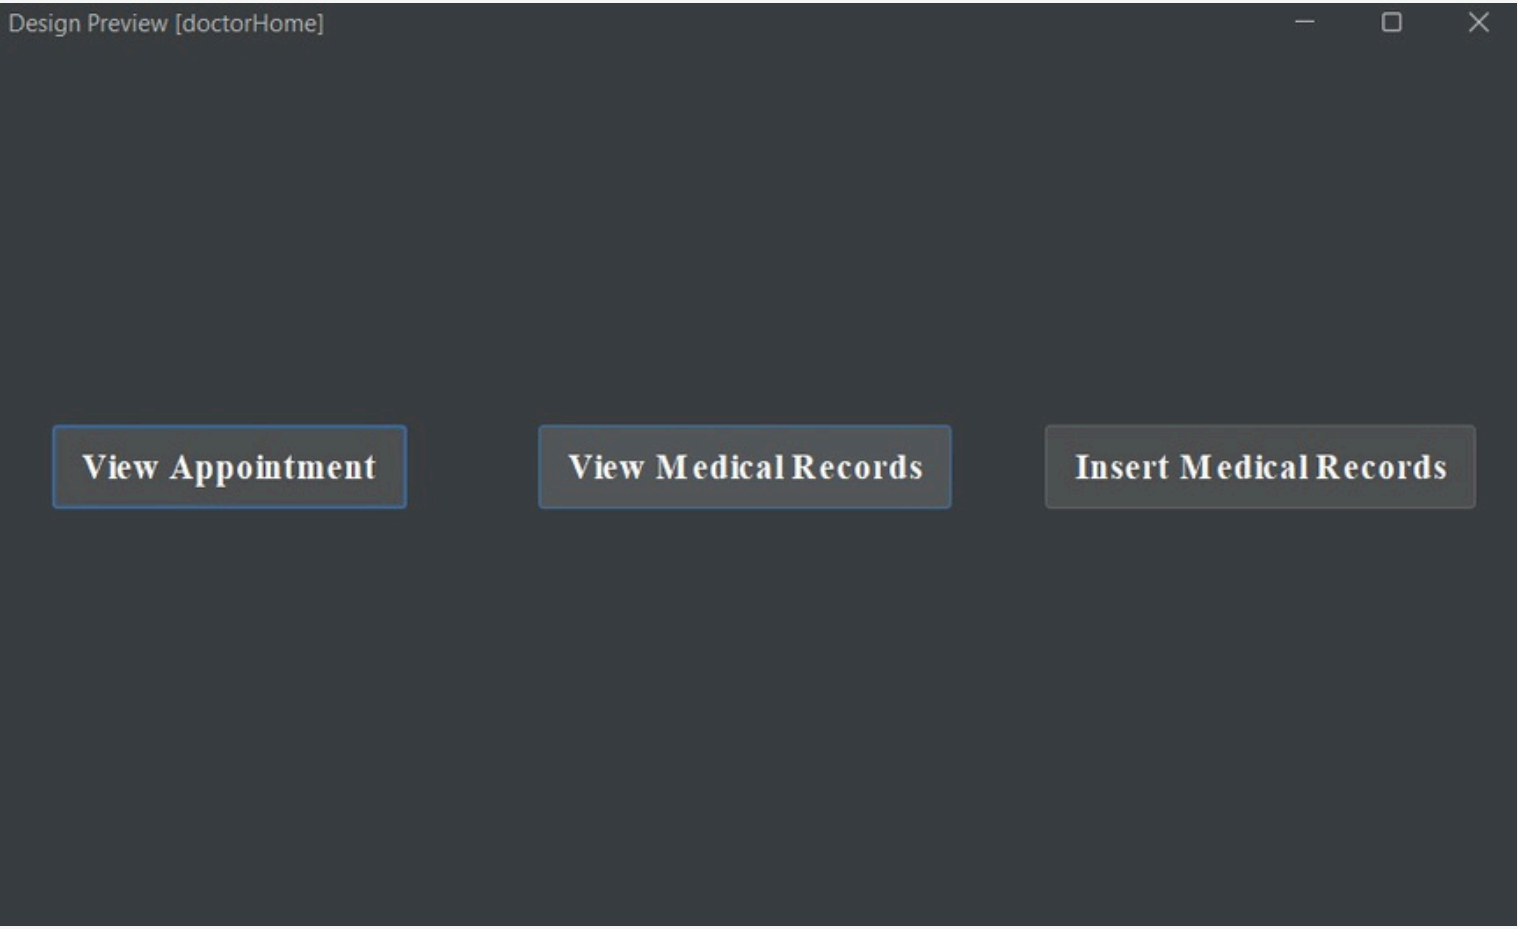 Design Preview [doctorHome]
View Appointment
View Medical Records
Insert Medical Records